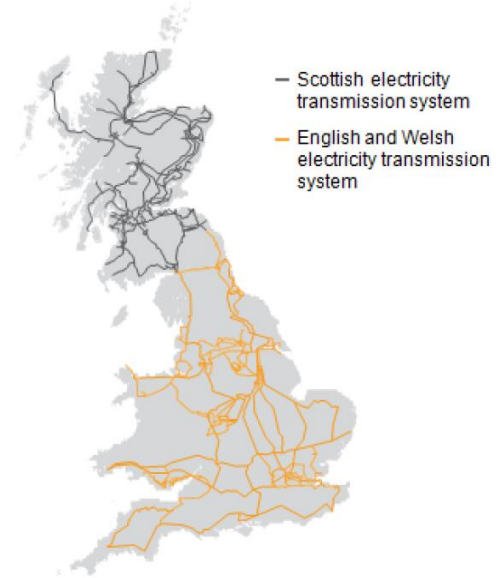 Scottish electricity
transmission system
English and Welsh
electricity transmission
system